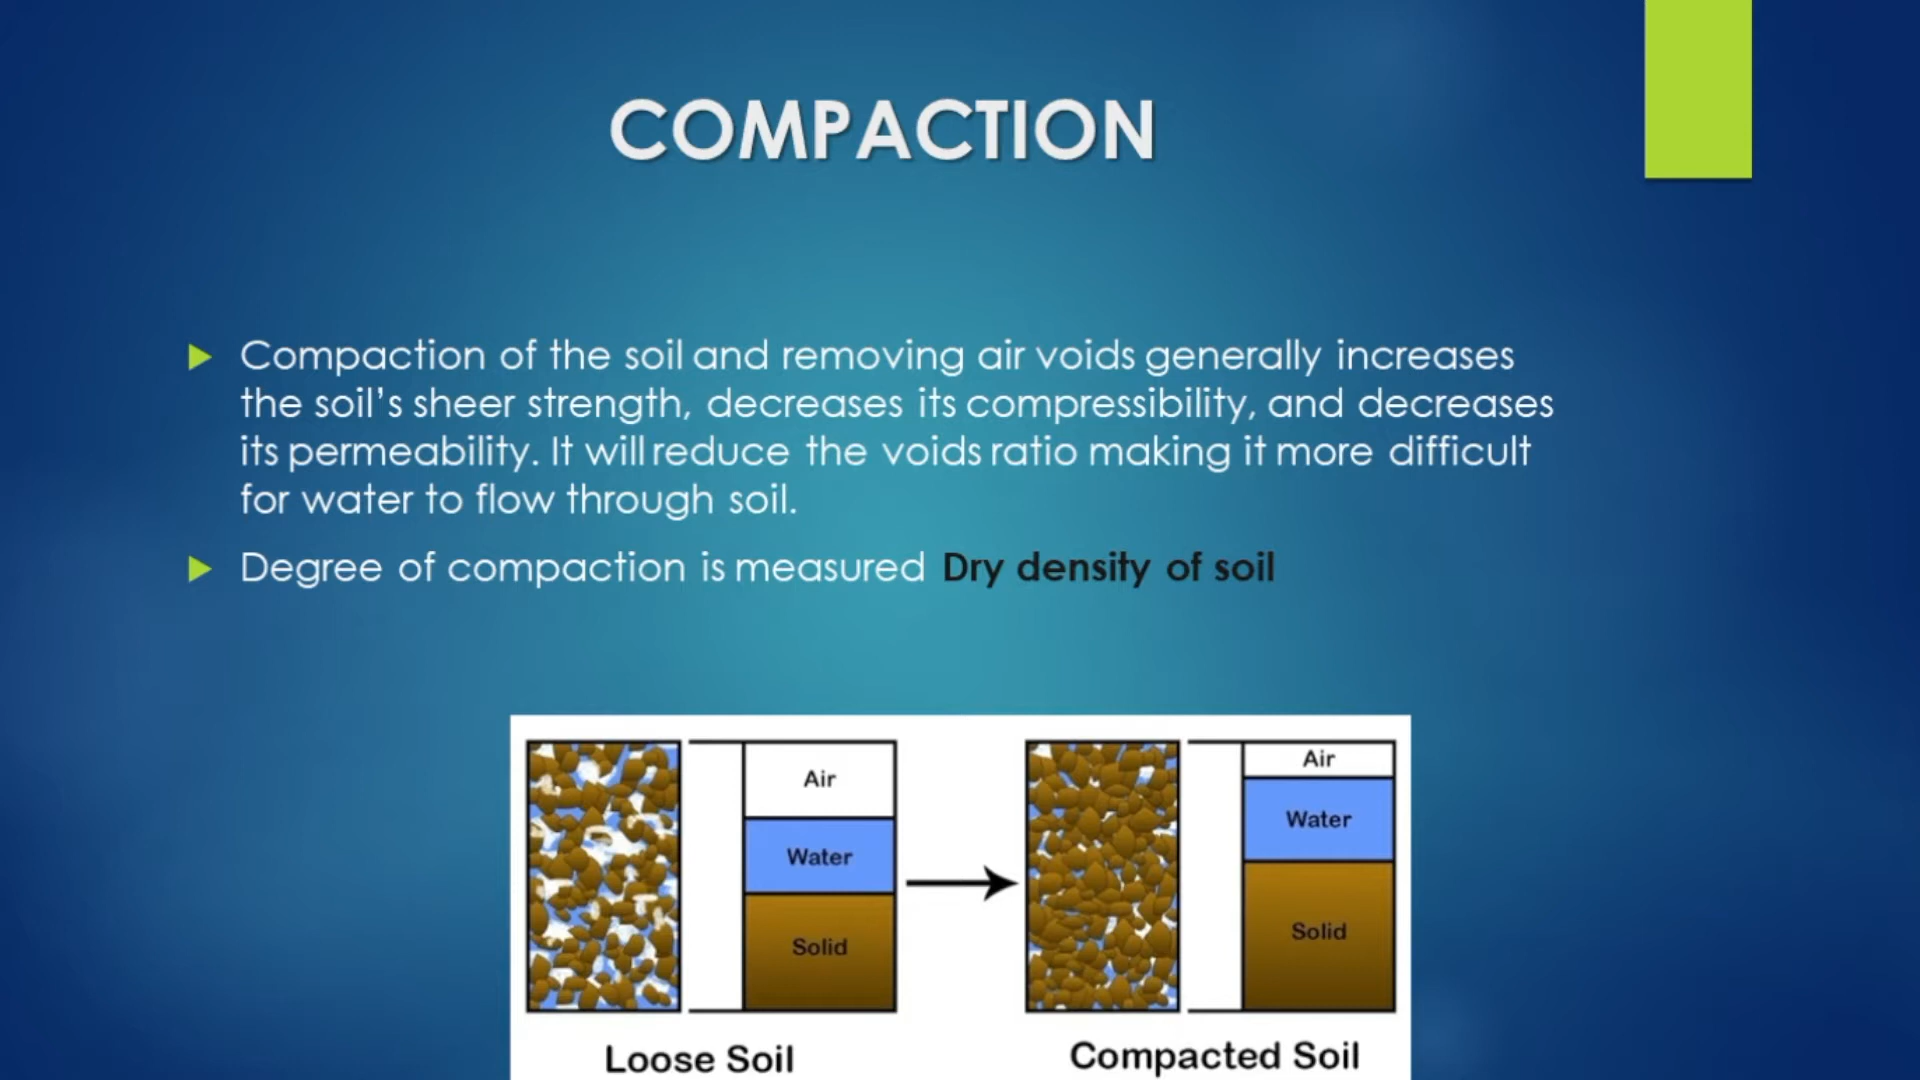 COMPACTION
Compaction of the soil and removing air voids generally increases
the soil's sheer strength, decreases its compressibility, and decreases
its permeability. It will reduce the voids ratio making it more difficult
for water to flow through soil.
Degree of compaction is measured Dry density of soil
Air
Water
Solid
Loose Soil
Air
Water
Solid
Compacted Soil